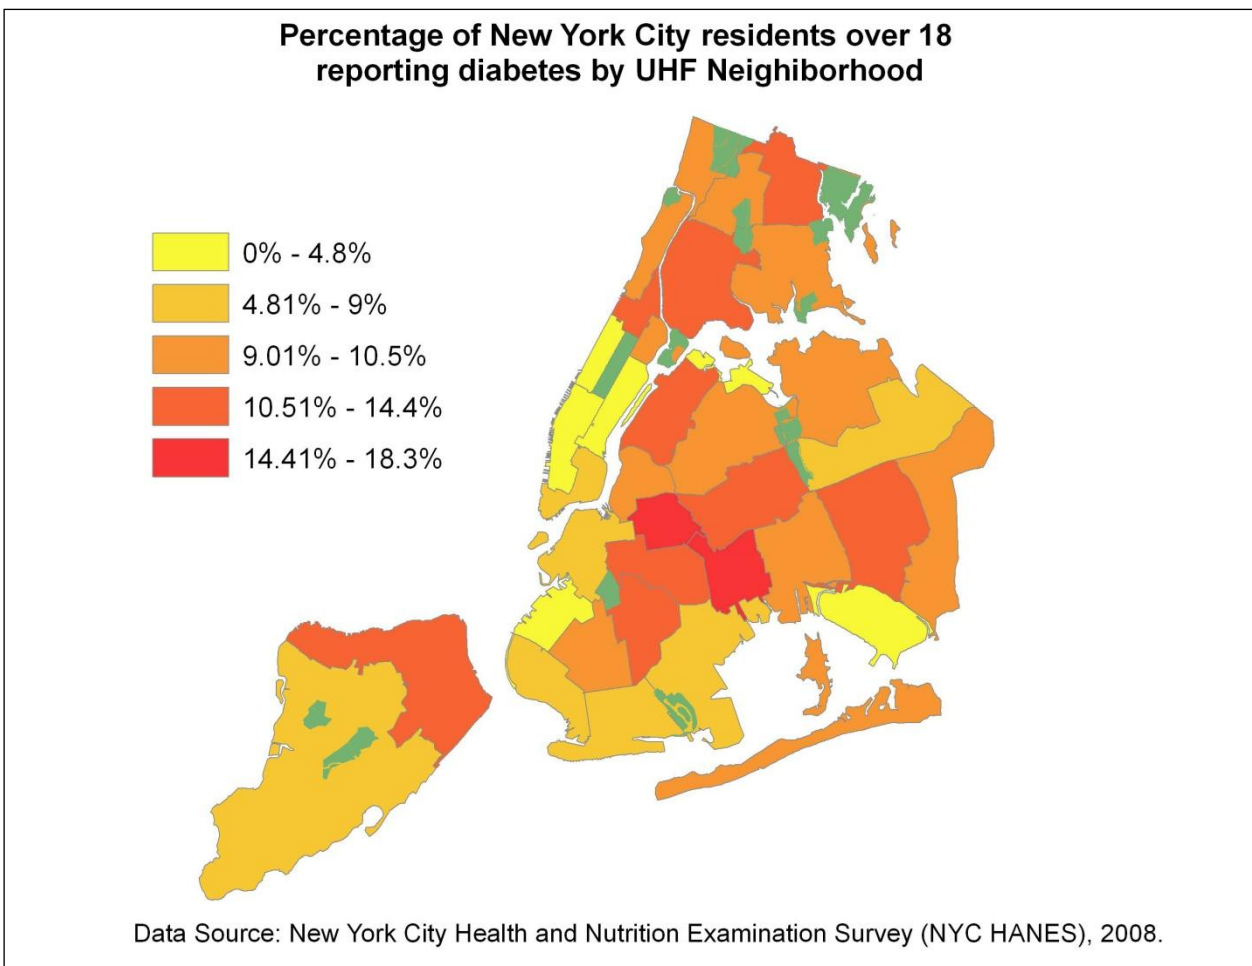 Percentage of New York City residents over 18
reporting diabetes by UHF Neighiborhood
0% - 4.8%
4.81% - 9%
9.01% - 10.5%
10.51% - 14.4%
14.41% - 18.3%
Data Source: New York City Health and Nutrition Examination Survey (NYC HANES), 2008.